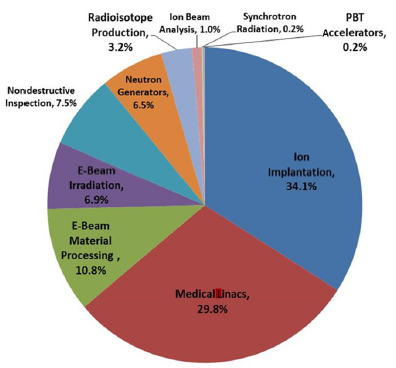 Radioisotope
Production,
3.2%
Ion Beam
Analysis, 1.0%
Synchrotron
Radiation, 0.2%
PBT
Accelerators,
0.2%
Nondestructive
Inspection, 7.5%
Neutron
Generators,
6.5%
E-Beam
Irradiation,
6.9%
Ion
Implantation,
34.1%
E-Beam
Material
Processing ,
10.8%
Medical Linacs,
29.8%